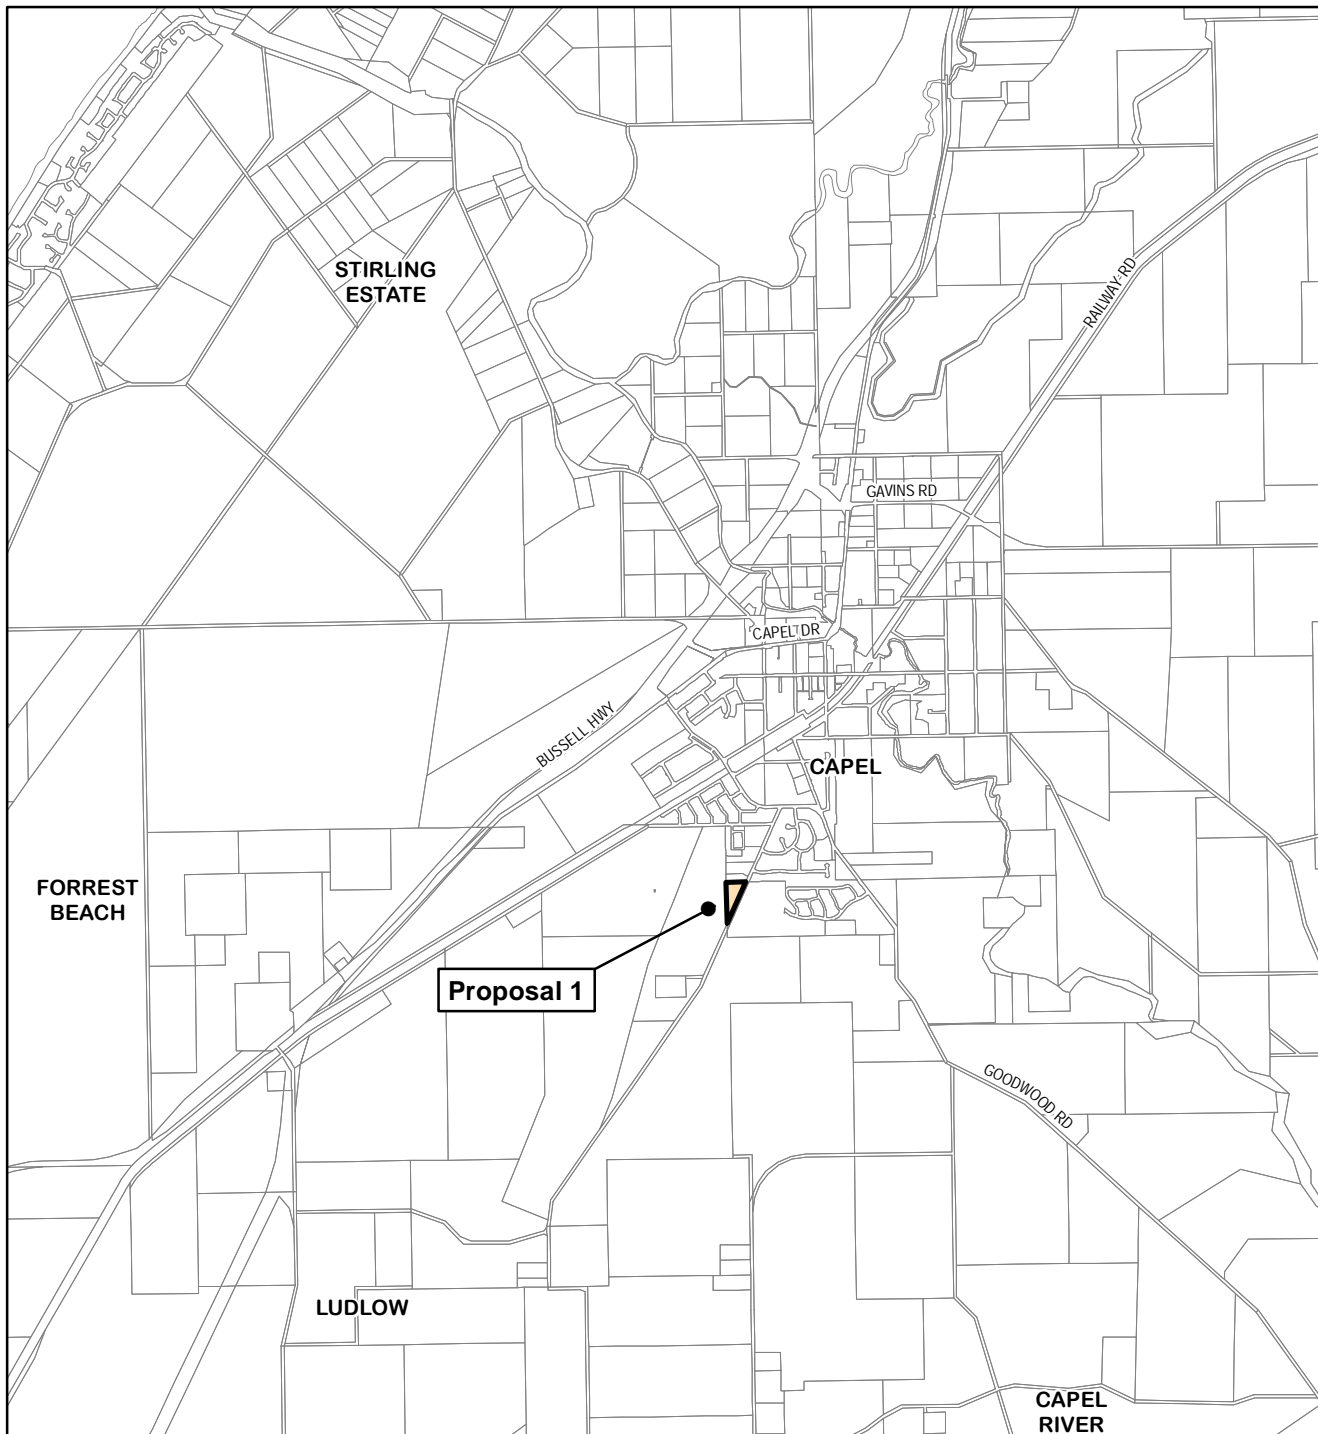 STIRLING
ESTATE
RAILWAY RD
GAVINS RD
CAPEL DR
BUSSELL HWY
CAPEL
FORREST
BEACH
Proposal 1
GOODWOOD RD
LUDLOW
CAPEL
RIVER